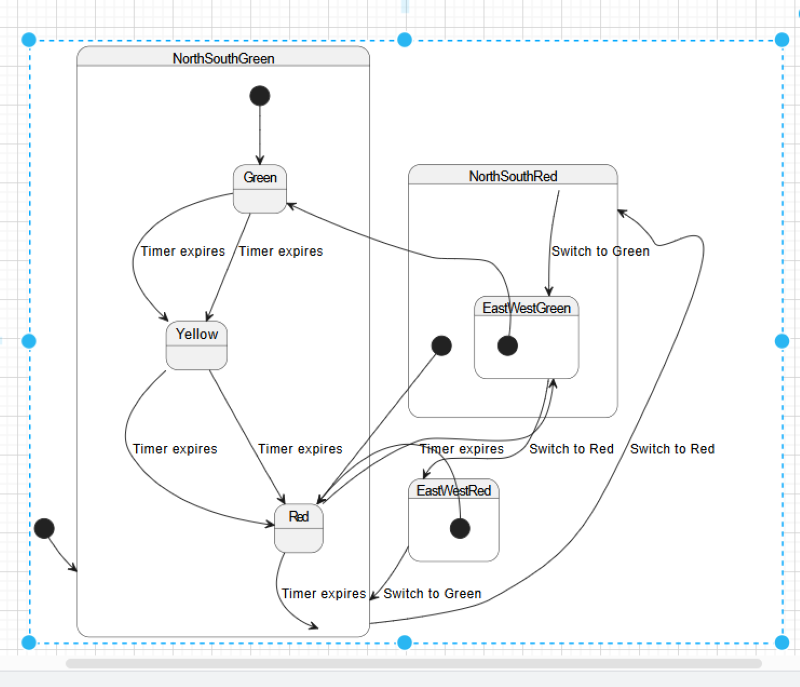 NorthSouthGreen
Green
NorthSouthRed
Timer expires
Timer expires
Switch to Green
EastWestGreen
Yellow
Timer expires
Timer expires
Timer expires
Switch to Red
Switch to Red
EastWestRed
Red
Timer expires
Switch to Green